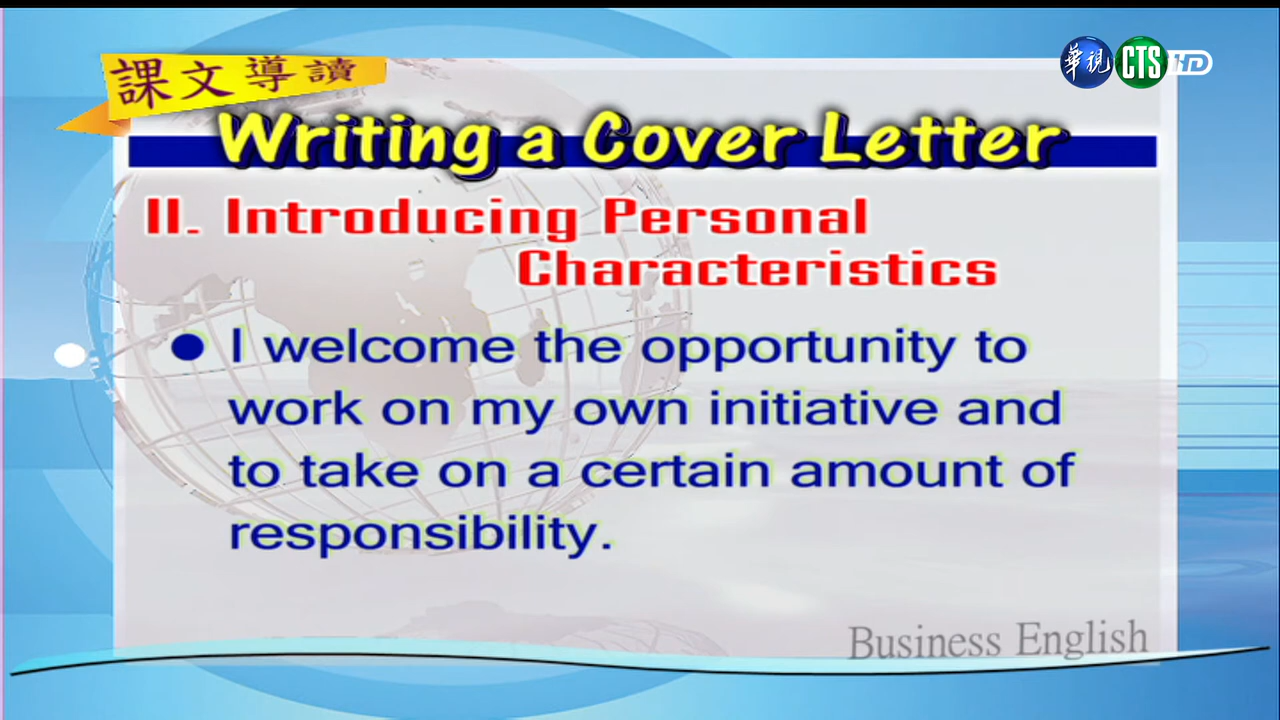 課文導讀
華視 CTS HD
Writing a Cover Letter
II. Introducing Personal
Characteristics
● I welcome the opportunity to
work on my own initiative and
to take on a certain amount of
responsibility.
Business English